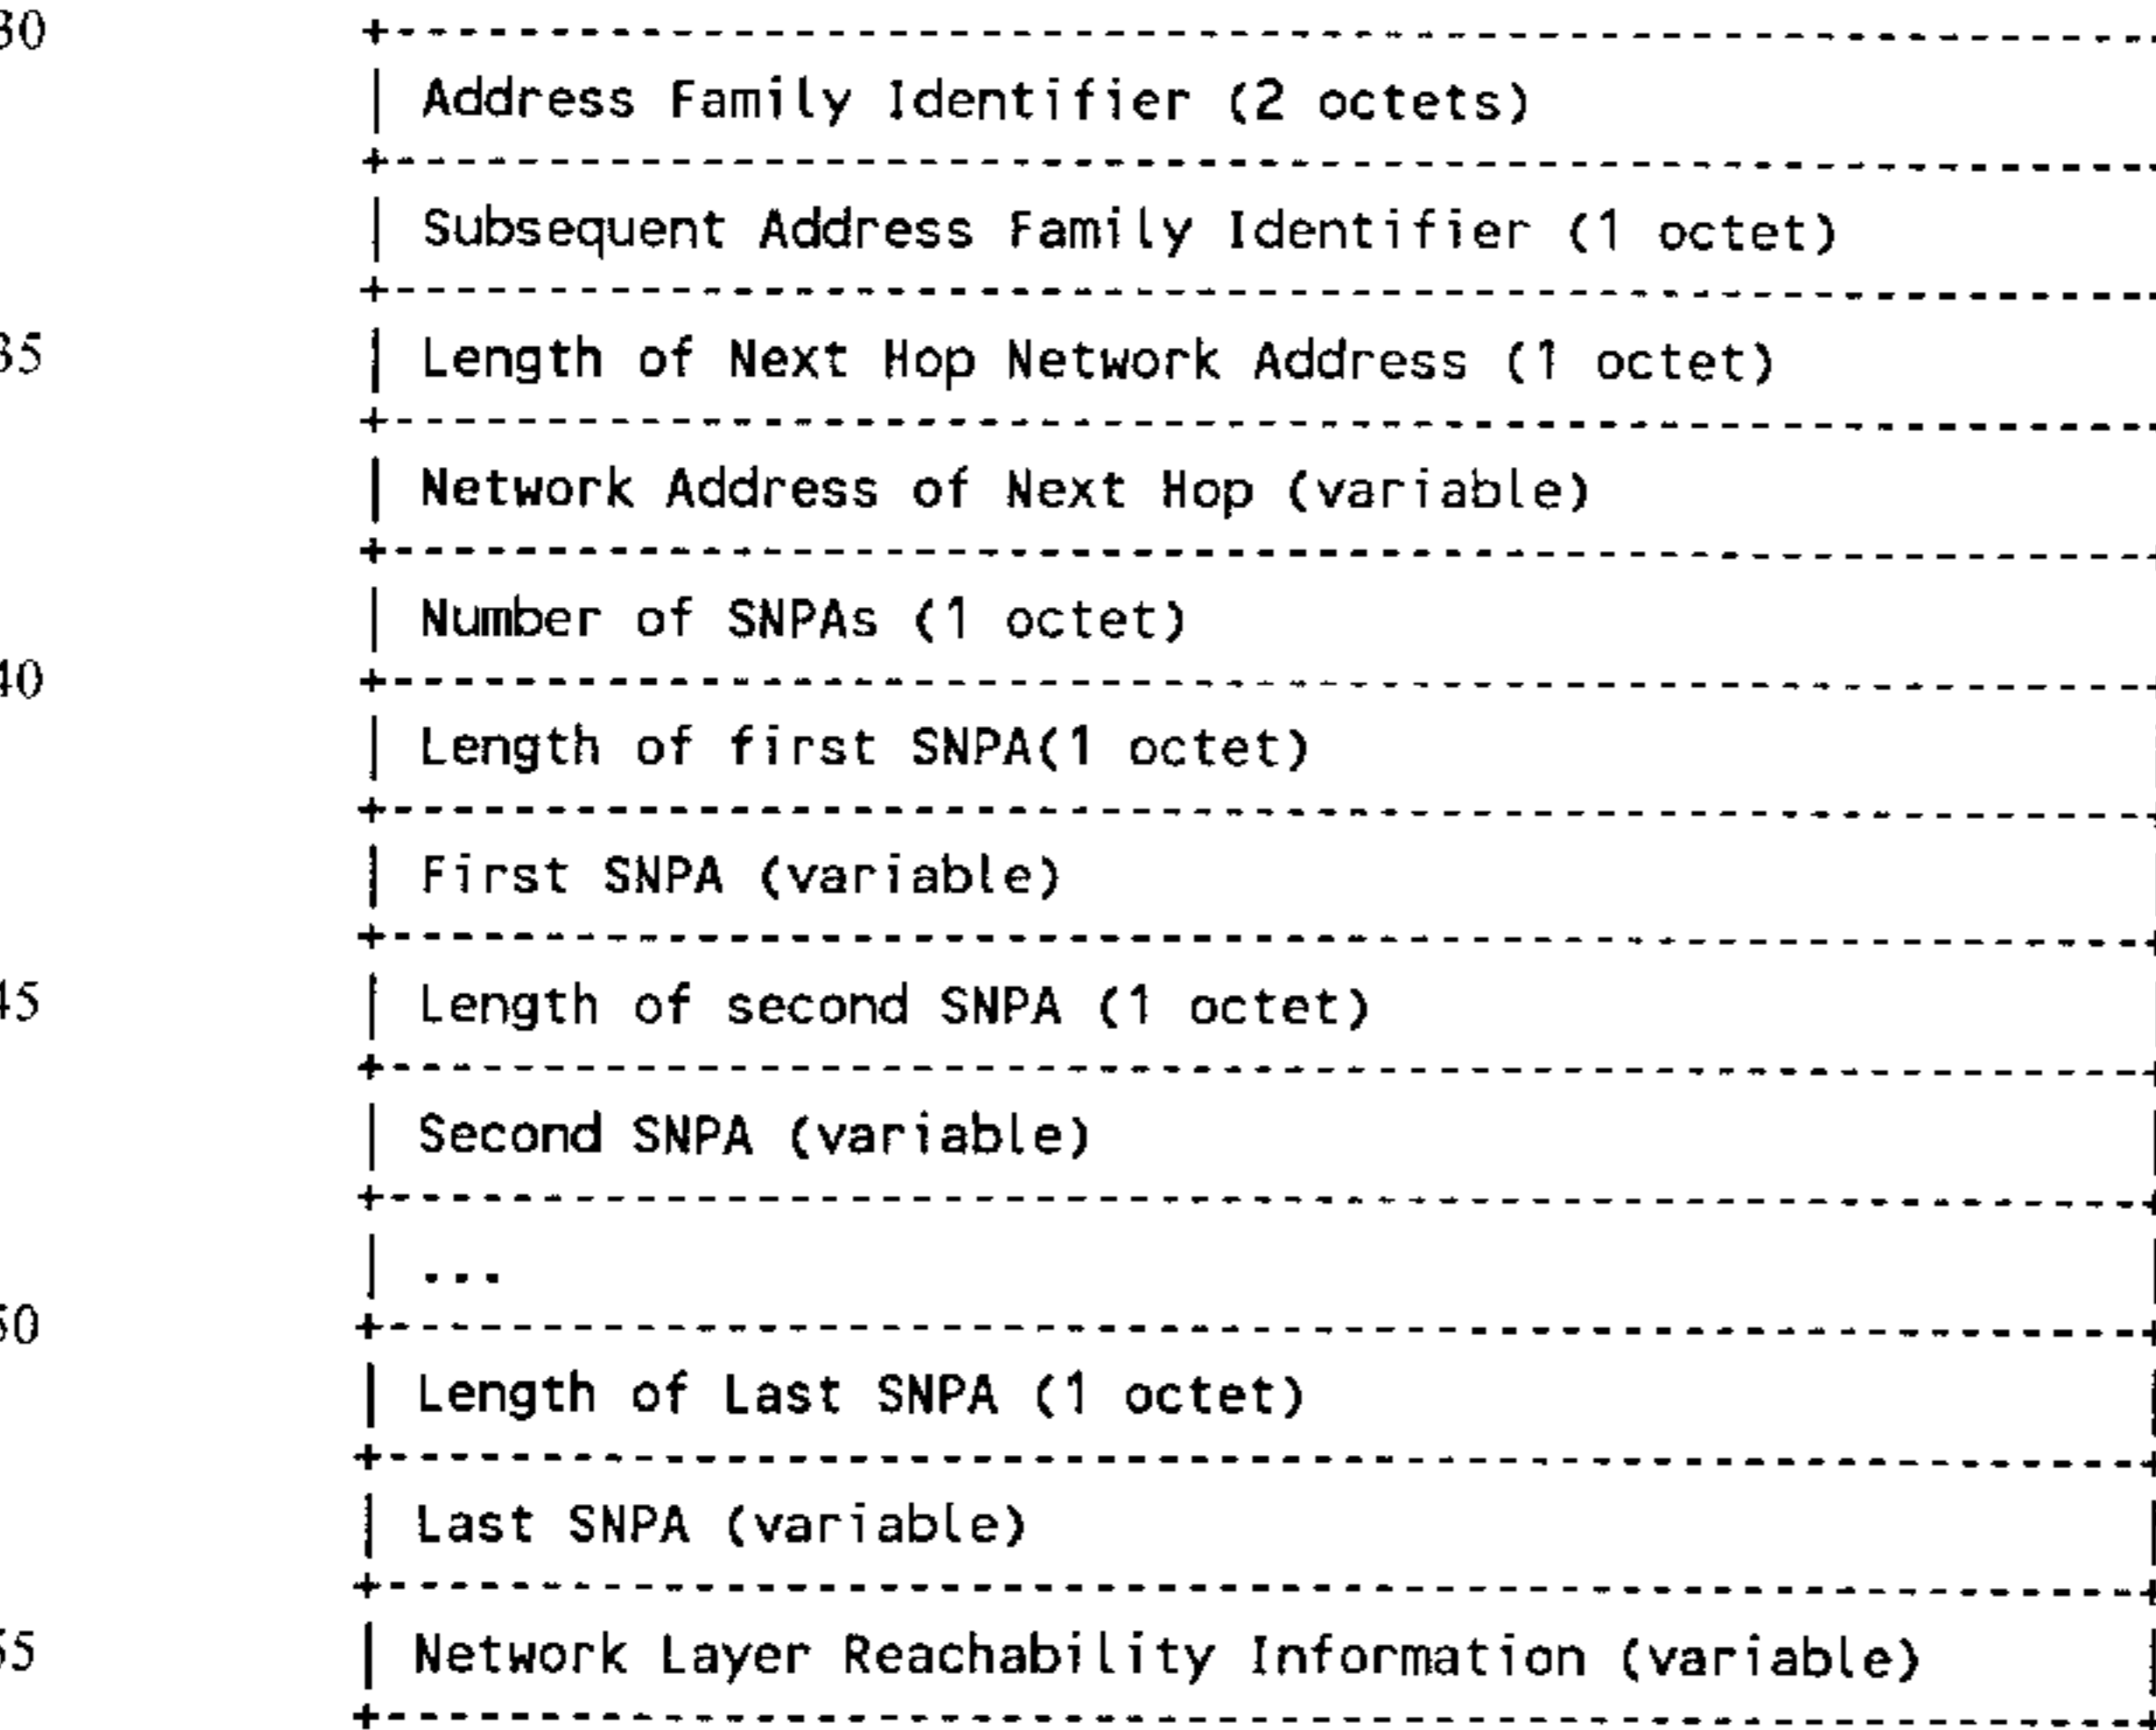 30
Address Family Identifier (2 octets)
Subsequent Address Family Identifier (1 octet)
35
Length of Next Hop Network Address (1 octet)
Network Address of Next Hop (variable)
Number of SNPAs (1 octet)
40
Length of first SNPA(1 octet)
First SNPA (variable)
45
Length of second SNPA (1 octet)
Second SNPA (variable)
...
50
Length of Last SNPA (1 octet)
Last SNPA (variable)
55
Network Layer Reachability Information (variable)